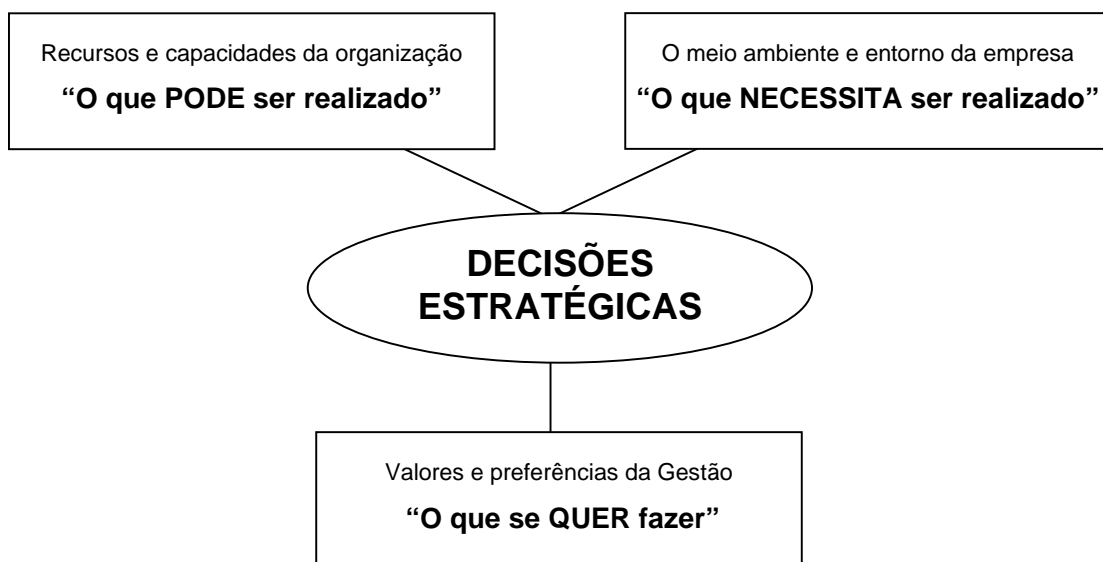 Recursos e capacidades da organização
“O que PODE ser realizado”
O meio ambiente e entorno da empresa
“O que NECESSITA ser realizado”
DECISÕES
ESTRATÉGICAS
Valores e preferências da Gestão
“O que se QUER fazer”